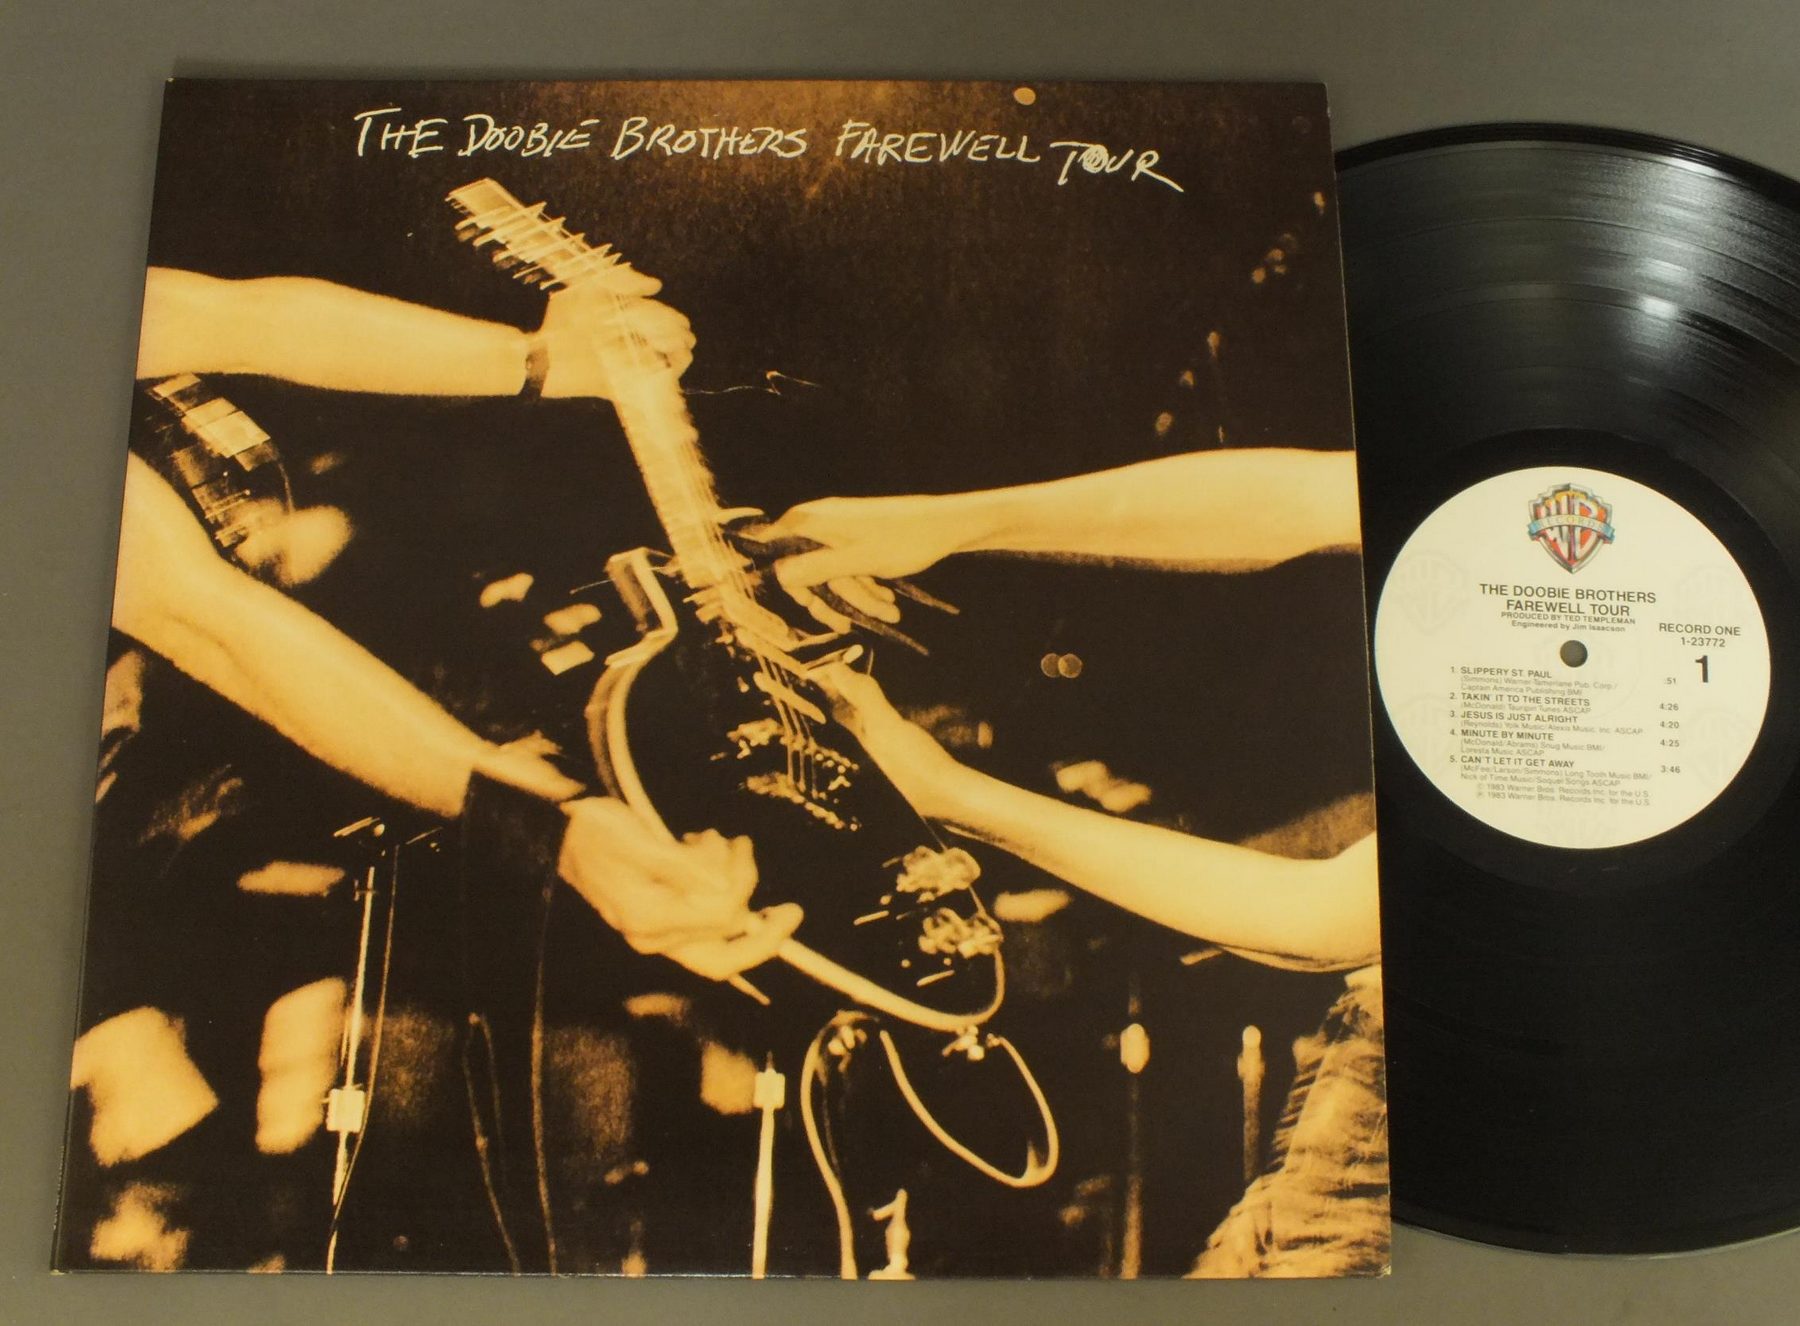 THE DOOBIE BROTHERS FAREWELL TOUR
WB
RECORDS
THE DOOBIE BROTHERS
FAREWELL TOUR
PRODUCED BY TED TEMPLEMAN
Engineered by Jim Isaacson
RECORD ONE
1-23772
1
1. SLIPPERY ST. PAUL :51
(Simmons) Warner-Tamerlane Pub. Corp./
Captain America Publishing BMI
2. TAKIN' IT TO THE STREETS 4:26
(McDonald) Tauripin Tunes ASCAP
3. JESUS IS JUST ALRIGHT 4:20
(Reynolds) Yolk Music/Alexis Music, Inc. ASCAP
4. MINUTE BY MINUTE 4:25
(McDonald/Abrams) Snug Music BMI/
Loresta Music ASCAP
5. CAN'T LET IT GET AWAY 3:46
(McFee/Larson/Simmons) Long Tooth Music BMI/
Nick of Time Music/Soquel Songs ASCAP
© 1983 Warner Bros. Records Inc. for the U.S.
℗ 1983 Warner Bros. Records Inc. for the U.S.